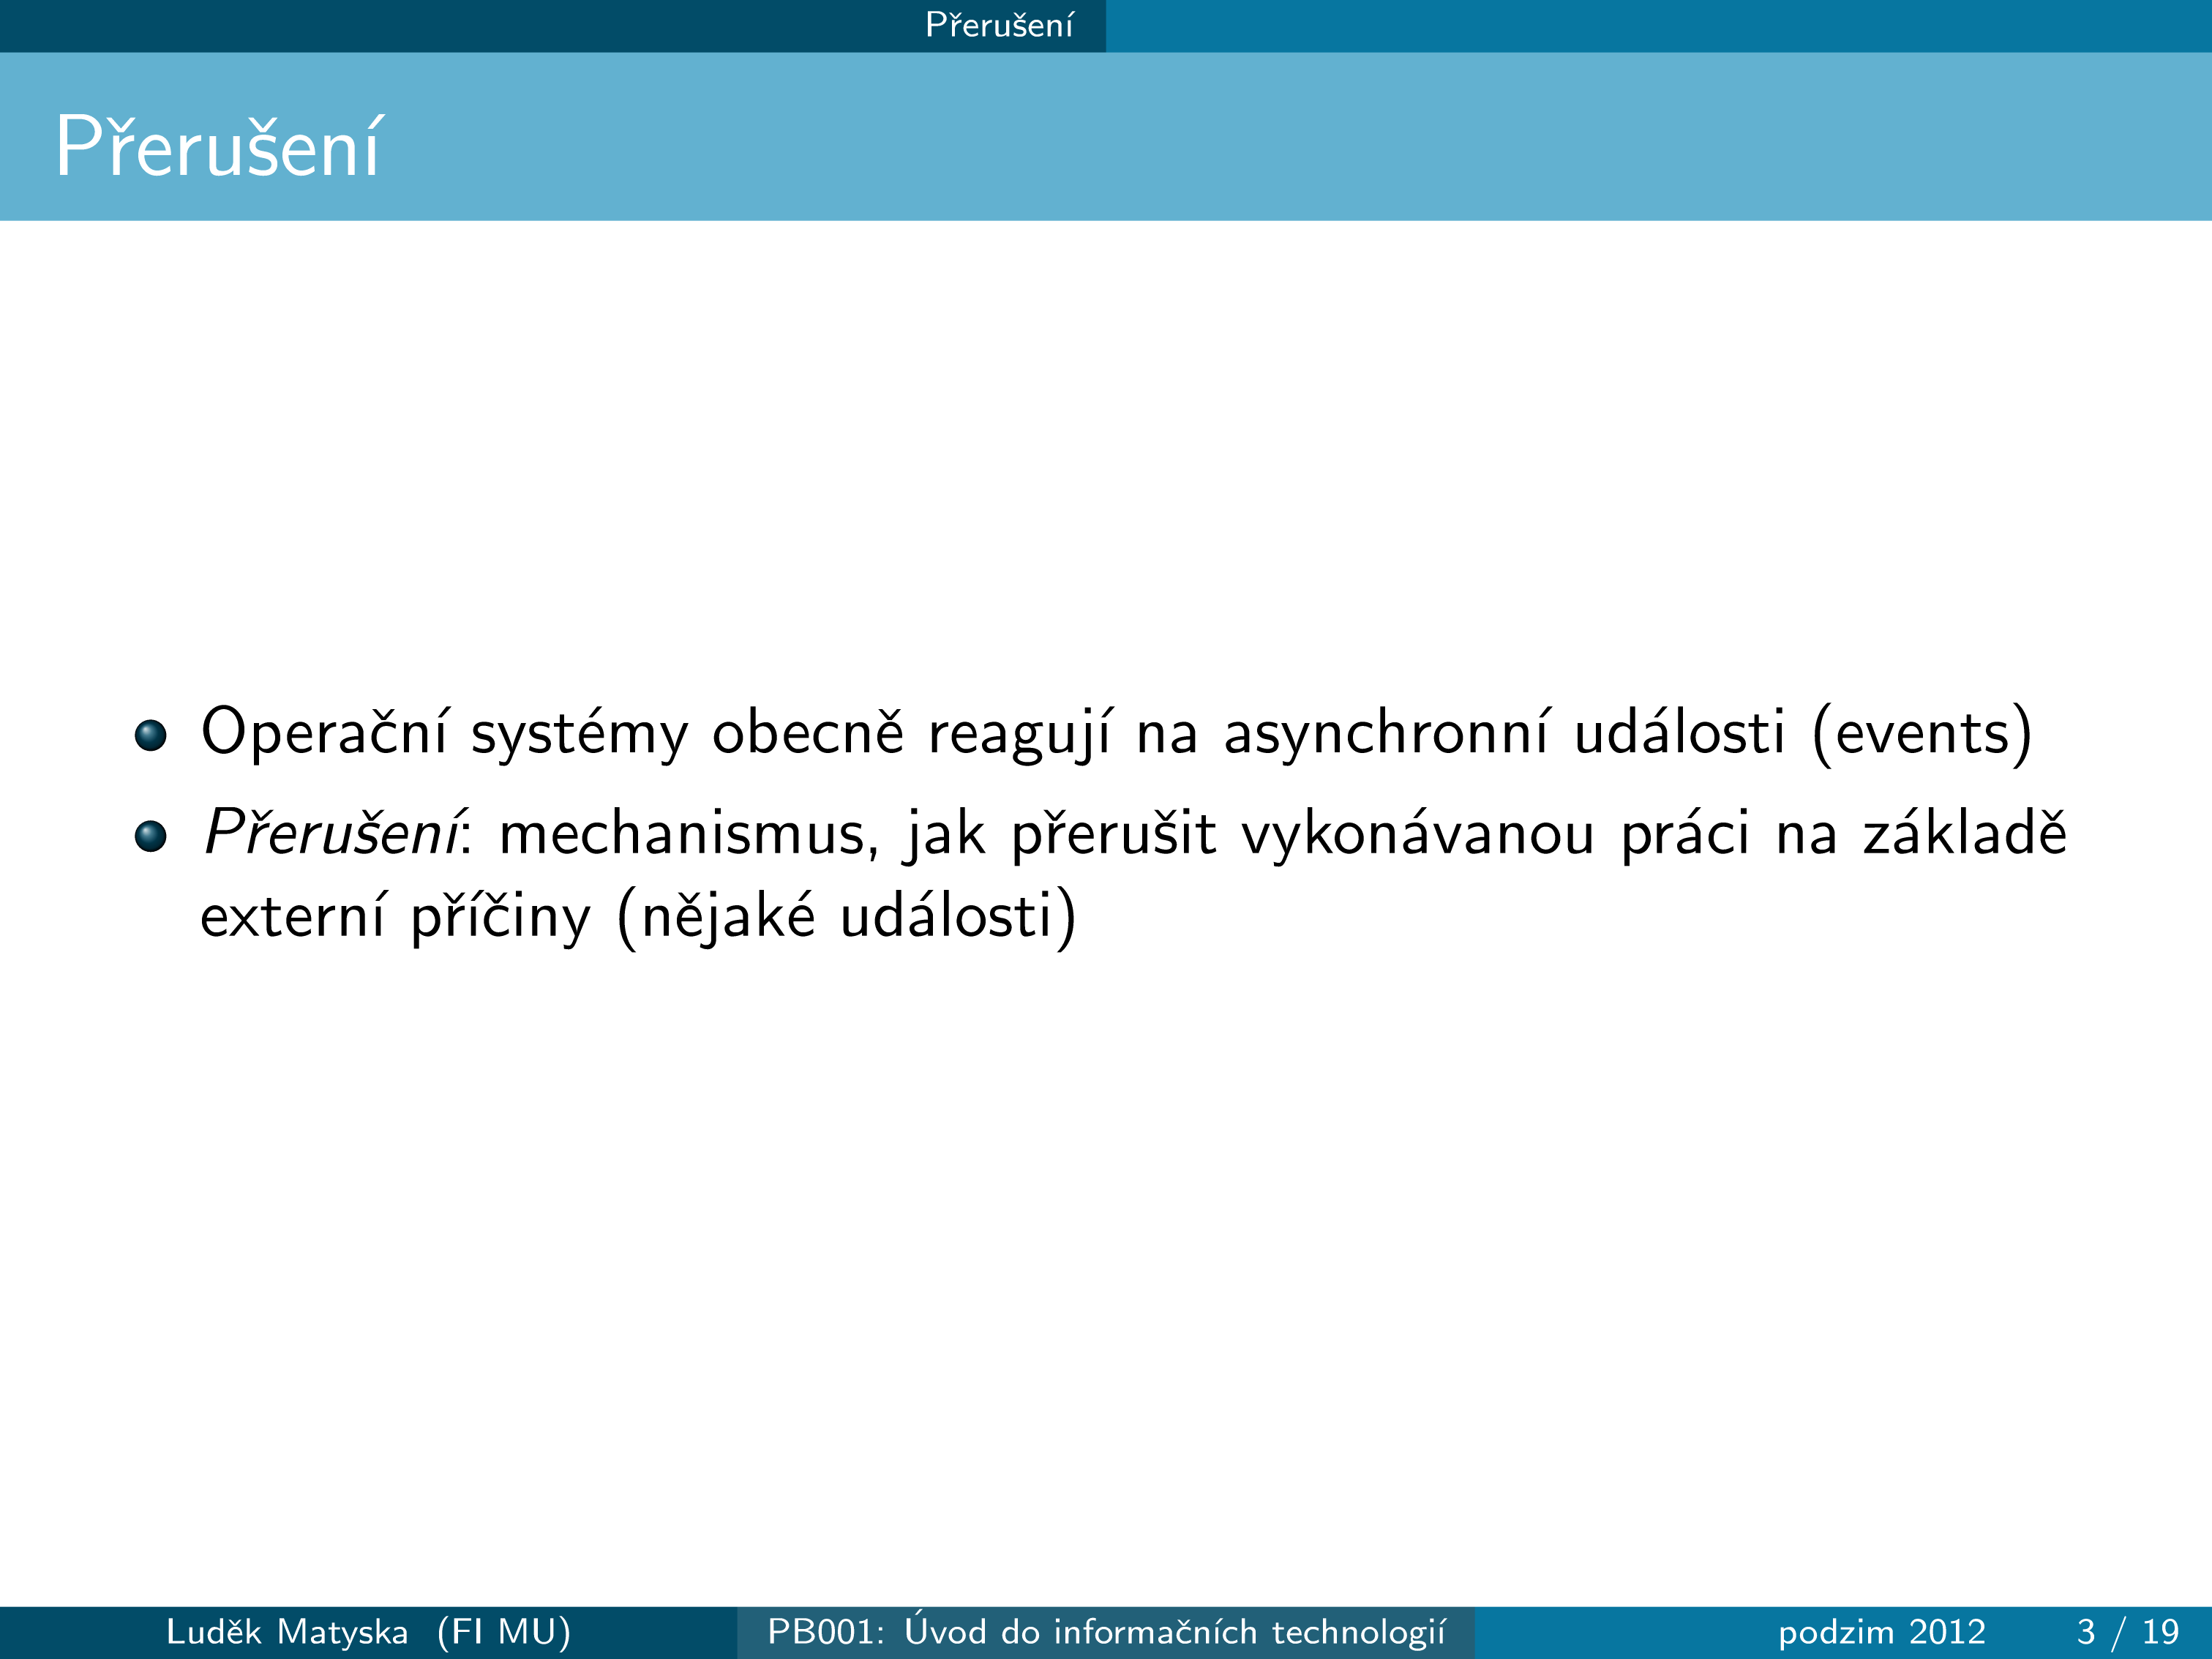 Přerušení
Přerušení
Operační systémy obecně reagují na asynchronní události (events)
Přerušení: mechanismus, jak přerušit vykonávanou práci na základě
externí příčiny (nějaké události)
Luděk Matyska (FI MU) PB001: Úvod do informačních technologií podzim 2012 3 / 19